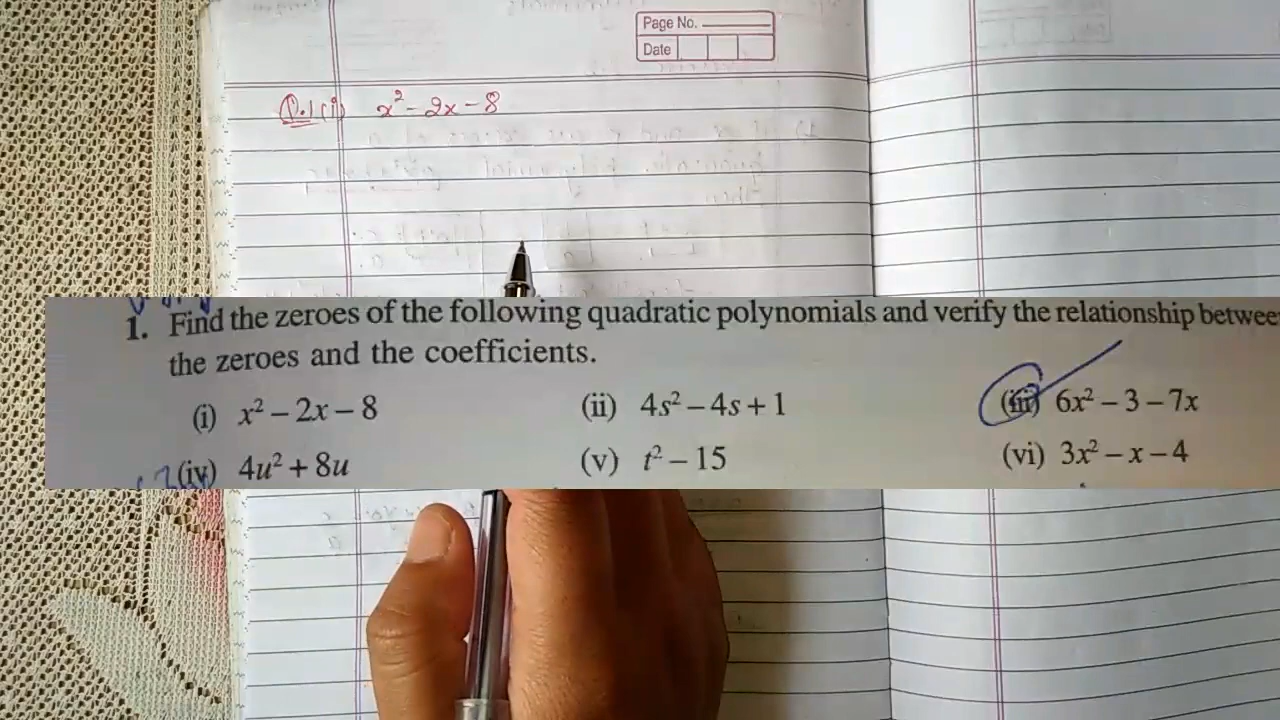 Page No.
Date
Q.1(i) x² - 2x - 8
1. Find the zeroes of the following quadratic polynomials and verify the relationship betwee
the zeroes and the coefficients.
(i) x² – 2x – 8 (ii) 4s² – 4s + 1 (iii) 6x² – 3 – 7x
(iv) 4u² + 8u (v) t² – 15 (vi) 3x² – x – 4